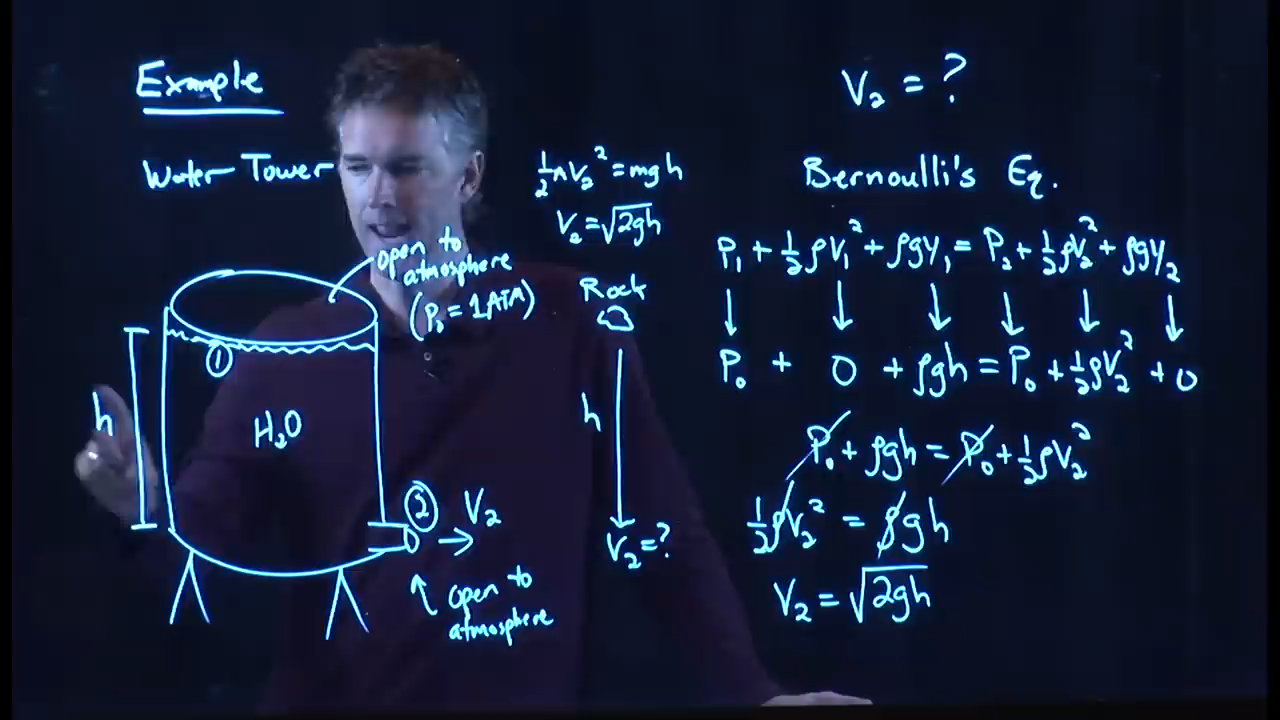 Example
Water Tower
open to
atmosphere
(P₀ = 1 ATM)
①
h
H₂O
②
V₂
open to
atmosphere
½mV₂² = mgh
V₂ = √2gh
Rock
h
V₂ = ?
V₂ = ?
Bernoulli's Eq.
P₁ + ½ρV₁² + ρgy₁ = P₂ + ½ρV₂² + ρgy₂
P₀ + 0 + ρgh = P₀ + ½ρV₂² + 0
P₀ + ρgh = P₀ + ½ρV₂²
½ρV₂² = ρgh
V₂ = √2gh